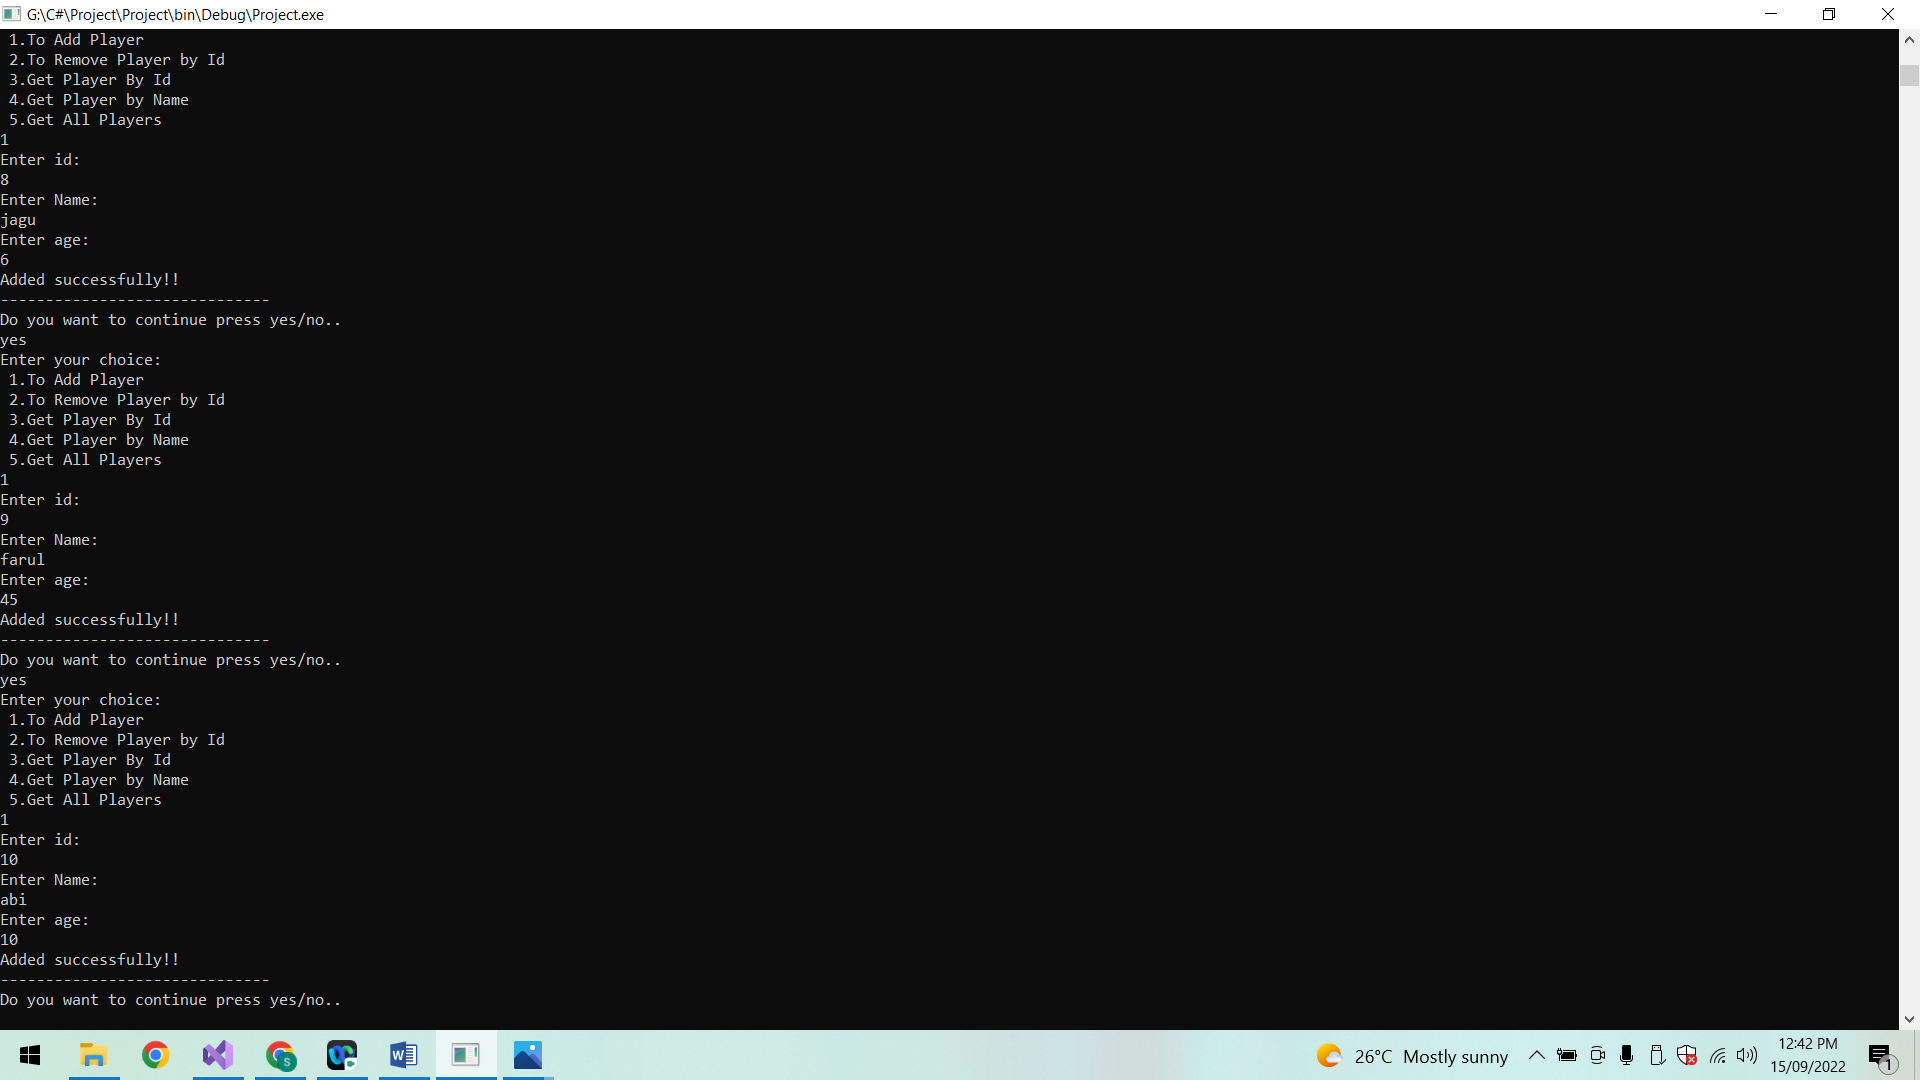 G:\C#\Project\Project\bin\Debug\Project.exe
1.To Add Player
2.To Remove Player by Id
3.Get Player By Id
4.Get Player by Name
5.Get All Players
1
Enter id:
8
Enter Name:
jagu
Enter age:
6
Added successfully!!
------------------------------
Do you want to continue press yes/no..
yes
Enter your choice:
1.To Add Player
2.To Remove Player by Id
3.Get Player By Id
4.Get Player by Name
5.Get All Players
1
Enter id:
9
Enter Name:
farul
Enter age:
45
Added successfully!!
------------------------------
Do you want to continue press yes/no..
yes
Enter your choice:
1.To Add Player
2.To Remove Player by Id
3.Get Player By Id
4.Get Player by Name
5.Get All Players
1
Enter id:
10
Enter Name:
abi
Enter age:
10
Added successfully!!
------------------------------
Do you want to continue press yes/no..
S
W
26°C Mostly sunny
12:42 PM
15/09/2022
1